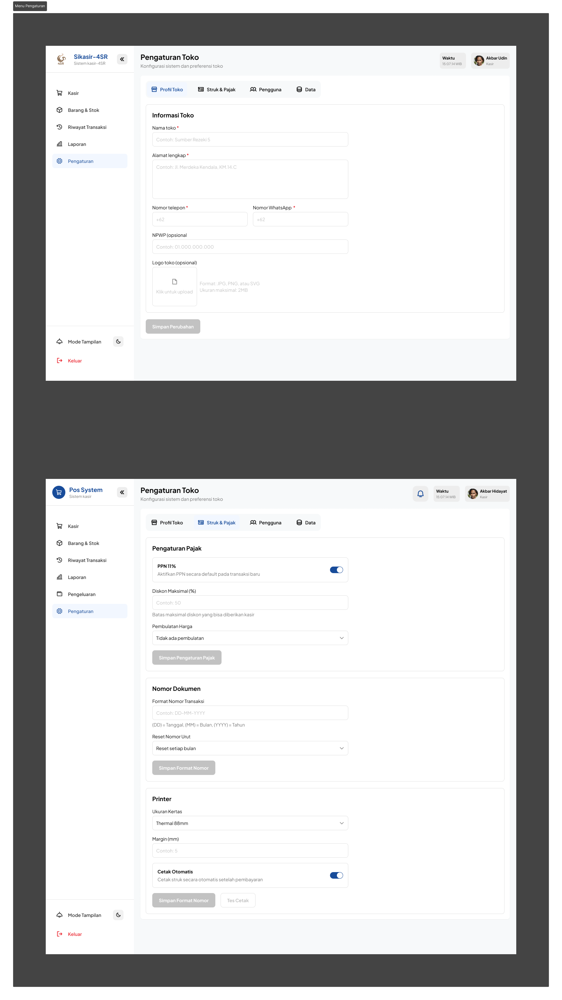 Menu Pengaturan
4SR
Sikasir-4SR
Sistem kasir-4SR
Kasir
Barang & Stok
Riwayat Transaksi
Laporan
Pengaturan
Mode Tampilan
Keluar
Pengaturan Toko
Konfigurasi sistem dan preferensi toko
Waktu
15:07:14 WIB
Akbar Udin
Kasir
Profil Toko
Struk & Pajak
Pengguna
Data
Informasi Toko
Nama toko *
Contoh: Sumber Rezeki 5
Alamat lengkap *
Contoh: Jl. Merdeka Kendala, KM.14.C
Nomor telepon *
+62
Nomor WhatsApp *
+62
NPWP (opsional
Contoh: 01.000.000.000
Logo toko (opsional)
Klik untuk upload
Format: JPG, PNG, atau SVG
Ukuran maksimal: 2MB
Simpan Perubahan
Pos System
Sistem kasir
Kasir
Barang & Stok
Riwayat Transaksi
Laporan
Pengeluaran
Pengaturan
Mode Tampilan
Keluar
Pengaturan Toko
Konfigurasi sistem dan preferensi toko
Waktu
15:07:14 WIB
Akbar Hidayat
Kasir
Profil Toko
Struk & Pajak
Pengguna
Data
Pengaturan Pajak
PPN 11%
Aktifkan PPN secara default pada transaksi baru
Diskon Maksimal (%)
Contoh: 50
Batas maksimal diskon yang bisa diberikan kasir
Pembulatan Harga
Tidak ada pembulatan
Simpan Pengaturan Pajak
Nomor Dokumen
Format Nomor Transaksi
Contoh: DD-MM-YYYY
(DD) = Tanggal, (MM) = Bulan, (YYYY) = Tahun
Reset Nomor Urut
Reset setiap bulan
Simpan Format Nomor
Printer
Ukuran Kertas
Thermal 88mm
Margin (mm)
Contoh: 5
Cetak Otomatis
Cetak struk secara otomatis setelah pembayaran
Simpan Format Nomor
Tes Cetak